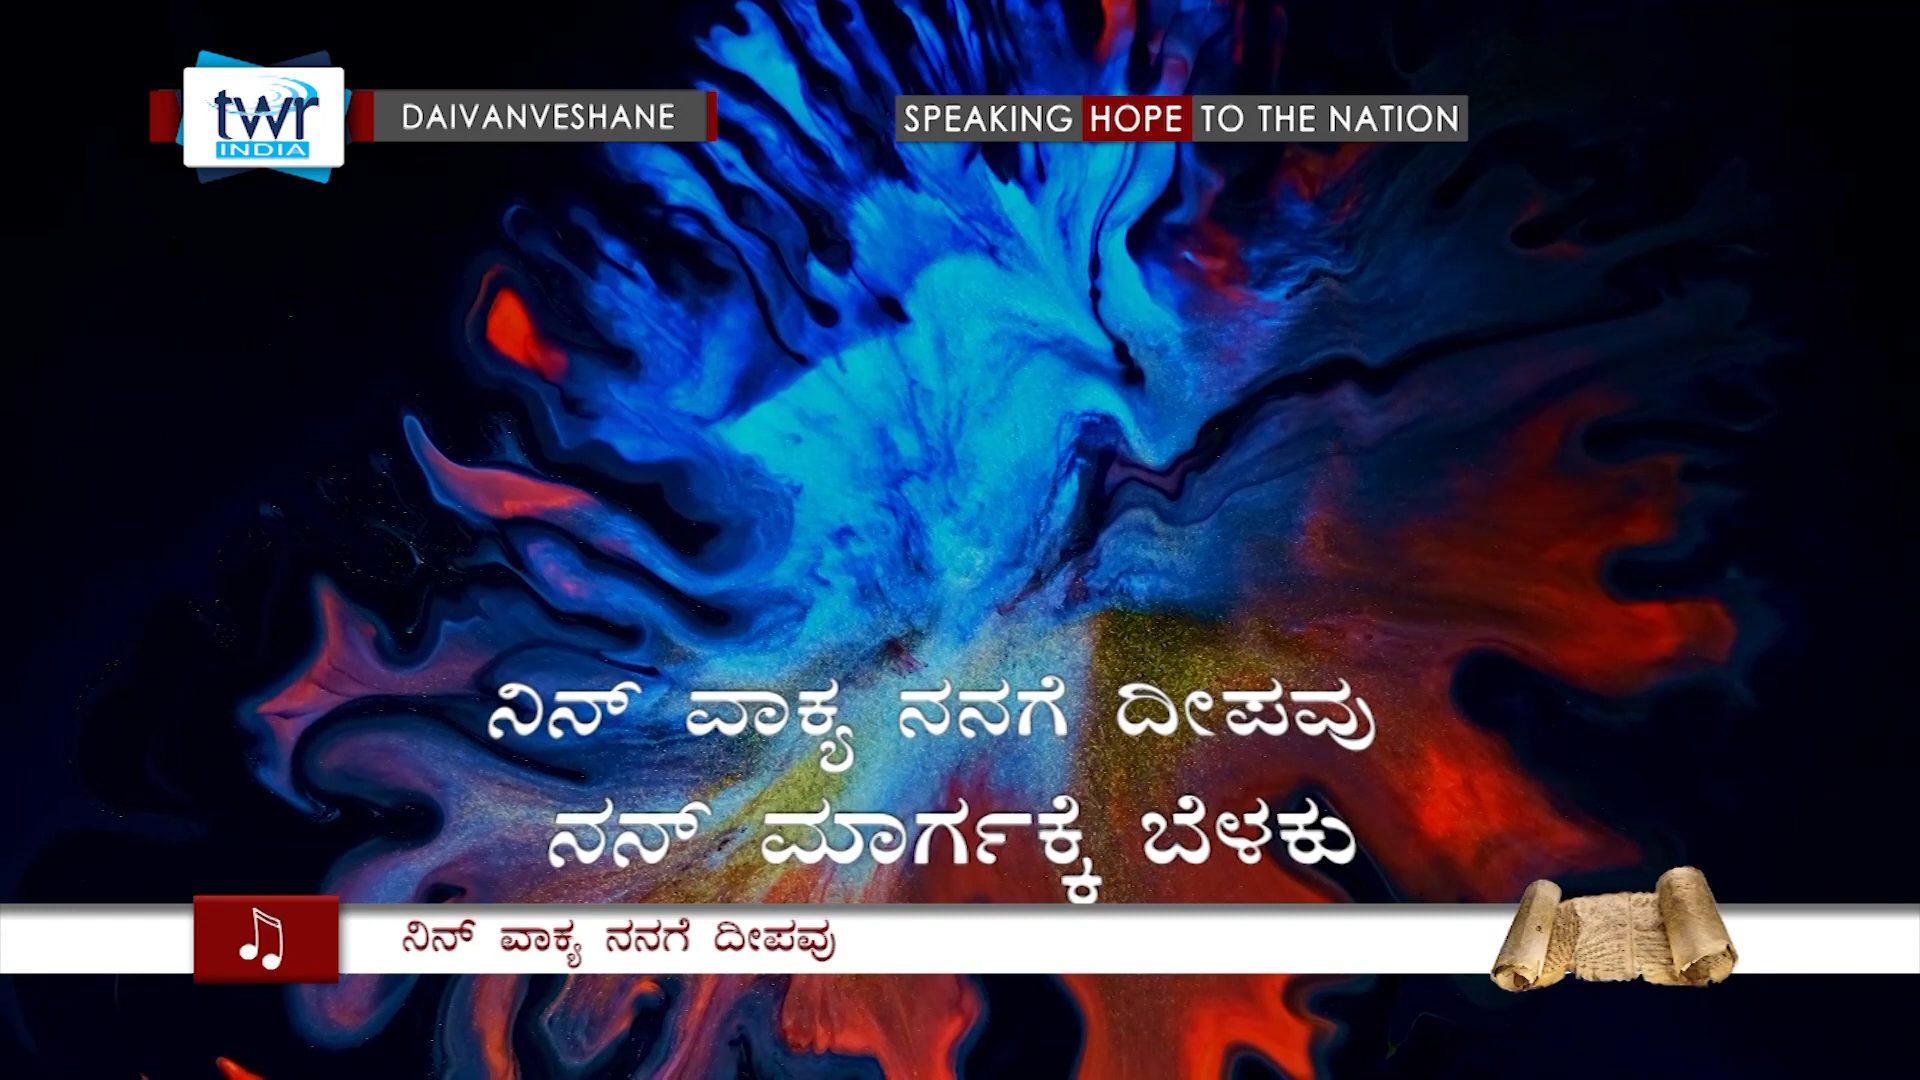 twr
INDIA
DAIVANVESHANE
SPEAKING HOPE TO THE NATION
ನಿನ್ ವಾಕ್ಯ ನನಗೆ ದೀಪವು
ನನ್ ಮಾರ್ಗಕ್ಕೆ ಬೆಳಕು
ನಿನ್ ವಾಕ್ಯ ನನಗೆ ದೀಪವು